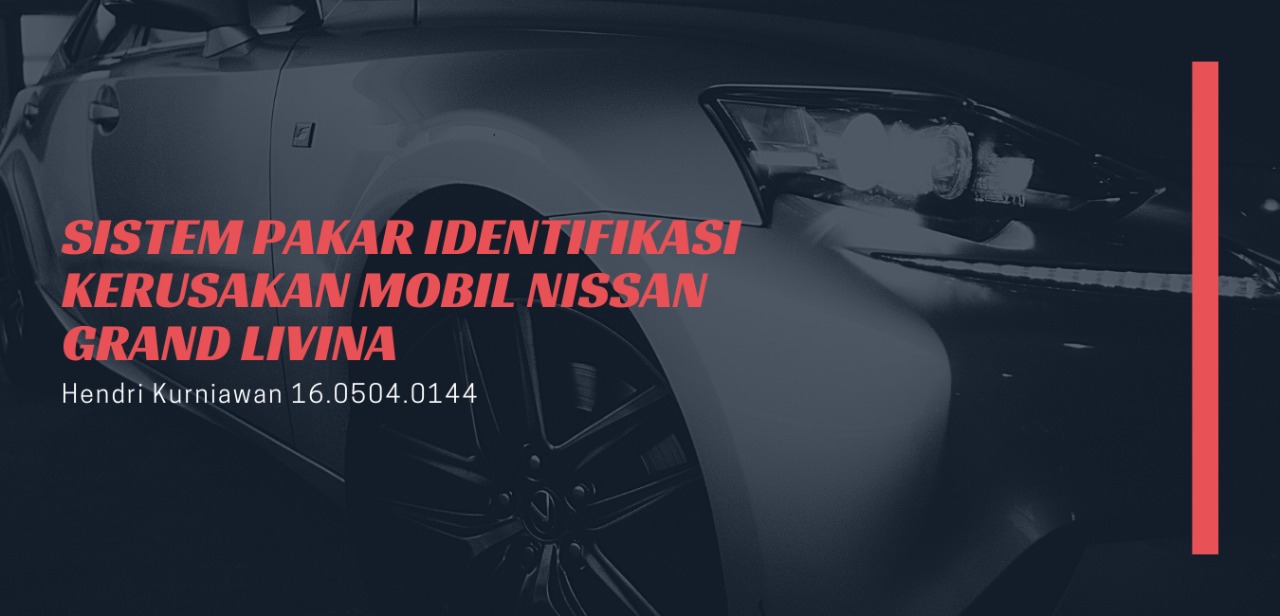 SISTEM PAKAR IDENTIFIKASI
KERUSAKAN MOBIL NISSAN
GRAND LIVINA
Hendri Kurniawan 16.0504.0144